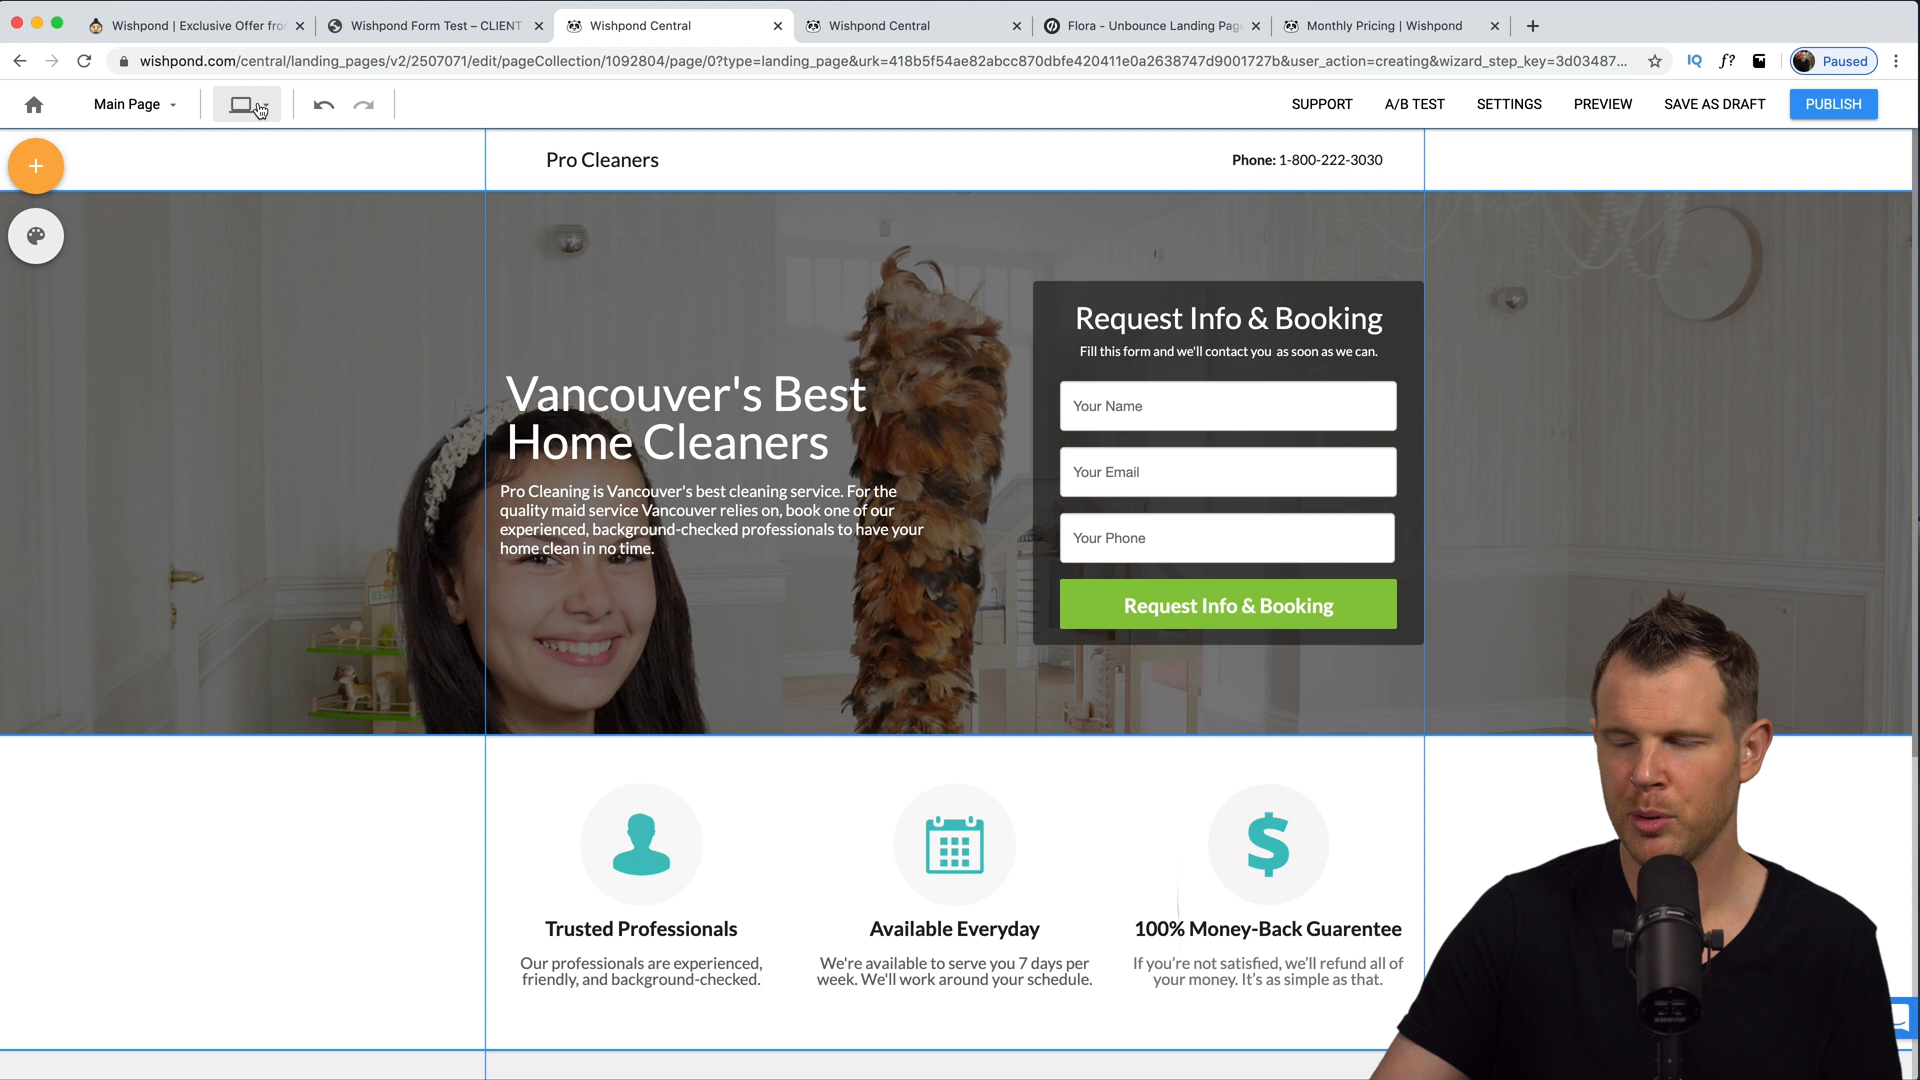 Wishpond | Exclusive Offer fro
Wishpond Form Test – CLIENT
Wishpond Central
Wishpond Central
Flora - Unbounce Landing Page
Monthly Pricing | Wishpond
wishpond.com/central/landing_pages/v2/2507071/edit/pageCollection/1092804/page/0?type=landing_page&urk=418b5f54ae82abcc870dbfe420411e0a2638747d9001727b&user_action=creating&wizard_step_key=3d03487...
IQ
f?
Paused
Main Page
SUPPORT
A/B TEST
SETTINGS
PREVIEW
SAVE AS DRAFT
PUBLISH
Pro Cleaners
Phone: 1-800-222-3030
Request Info & Booking
Fill this form and we'll contact you as soon as we can.
Your Name
Your Email
Your Phone
Request Info & Booking
Vancouver's Best
Home Cleaners
Pro Cleaning is Vancouver's best cleaning service. For the
quality maid service Vancouver relies on, book one of our
experienced, background-checked professionals to have your
home clean in no time.
Trusted Professionals
Our professionals are experienced,
friendly, and background-checked.
Available Everyday
We're available to serve you 7 days per
week. We'll work around your schedule.
100% Money-Back Guarentee
If you're not satisfied, we'll refund all of
your money. It's as simple as that.